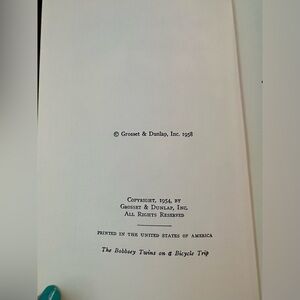 © Grosset & Dunlap, Inc. 1958
Copyright, 1954, by
Grosset & Dunlap, Inc.
All Rights Reserved
PRINTED IN THE UNITED STATES OF AMERICA
The Bobbsey Twins on a Bicycle Trip